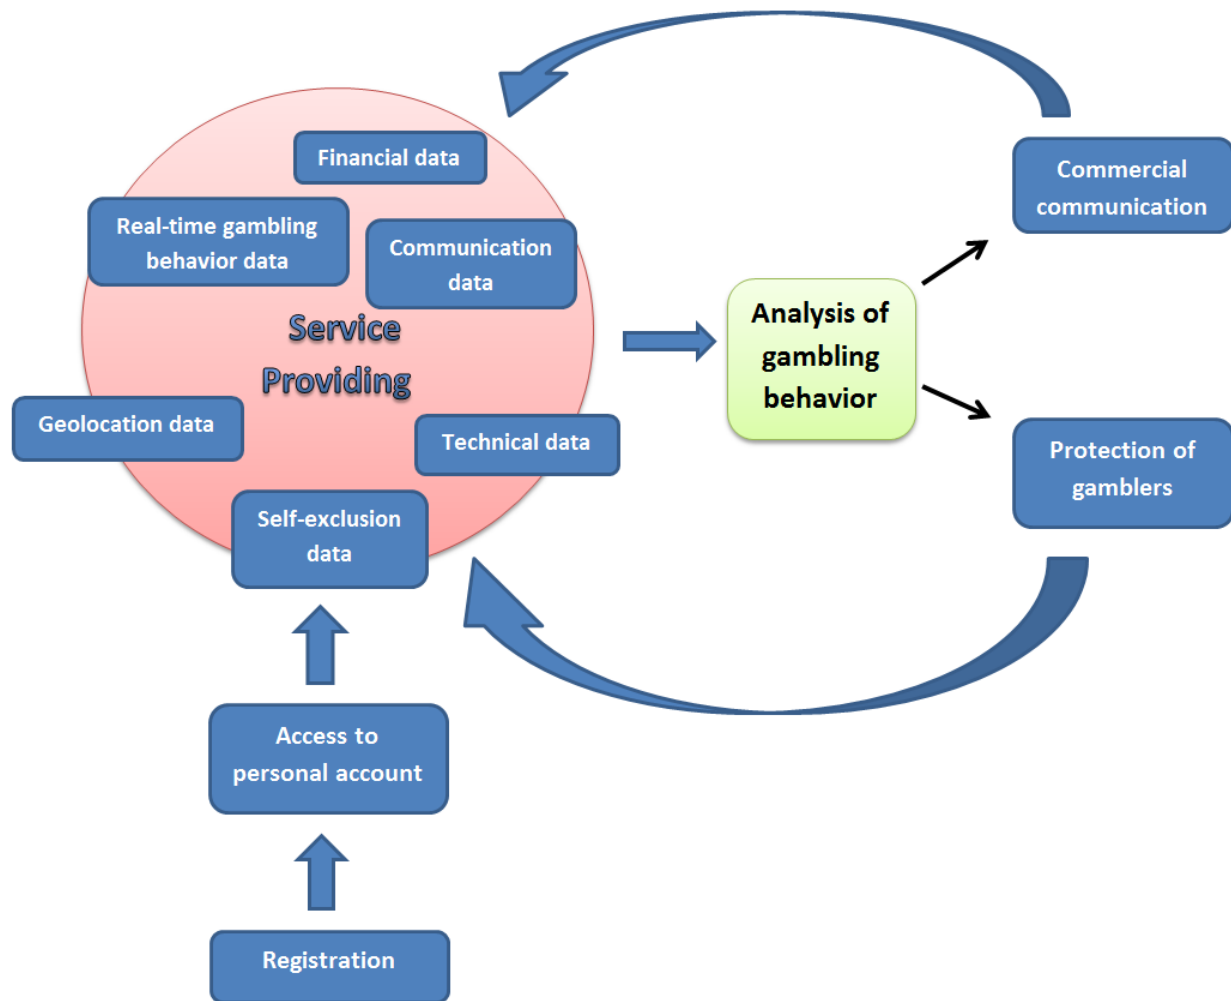 Financial data
Real-time gambling
behavior data
Communication
data
Service
Providing
Geolocation data
Technical data
Self-exclusion
data
Access to
personal account
Registration
Analysis of
gambling
behavior
Commercial
communication
Protection of
gamblers